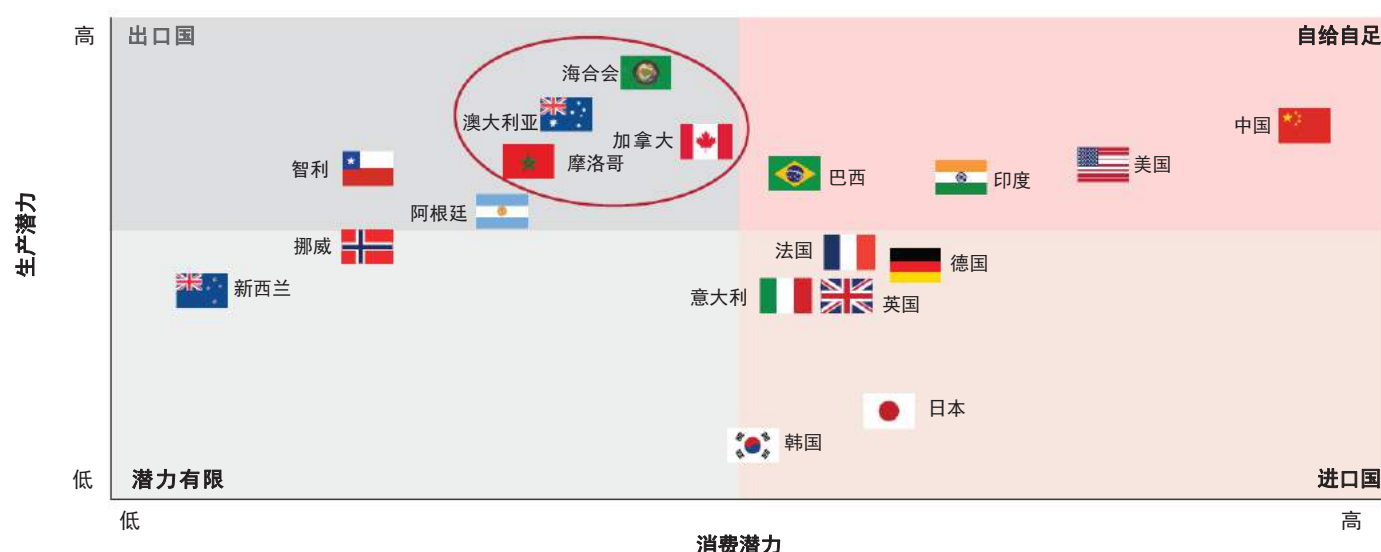 高
出口国
自给自足
海合会
澳大利亚
加拿大
中国
智利
摩洛哥
巴西
印度
美国
阿根廷
生产潜力
挪威
法国
德国
新西兰
意大利
英国
日本
韩国
低
潜力有限
进口国
低
高
消费潜力